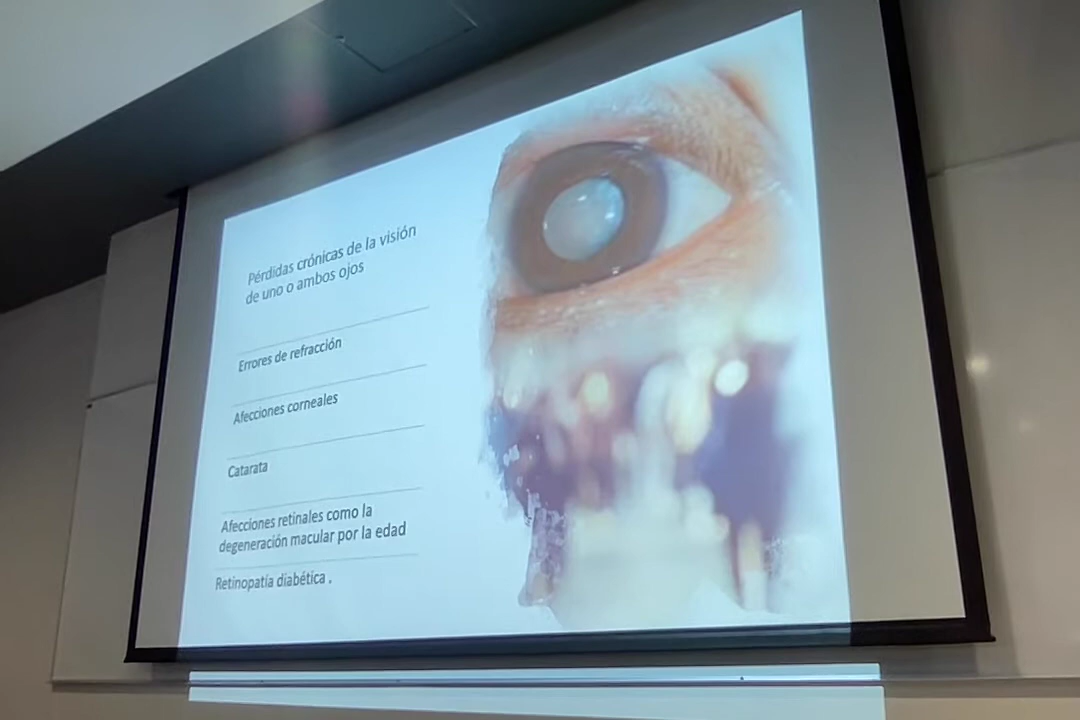 Pérdidas crónicas de la visión
de uno o ambos ojos
Errores de refracción
Afecciones corneales
Catarata
Afecciones retinales como la
degeneración macular por la edad
Retinopatía diabética .